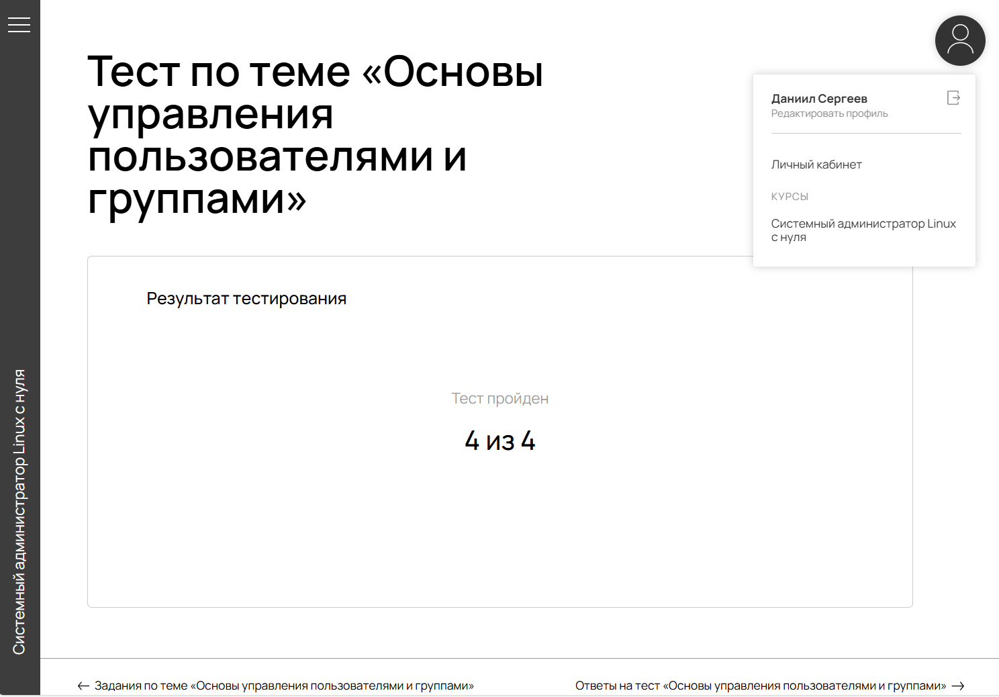 Тест по теме «Основы
управления
пользователями и
группами»
Даниил Сергеев
Редактировать профиль
Личный кабинет
КУРСЫ
Системный администратор Linux
с нуля
Результат тестирования
Тест пройден
4 из 4
Системный администратор Linux с нуля
← Задания по теме «Основы управления пользователями и группами»
Ответы на тест «Основы управления пользователями и группами» →